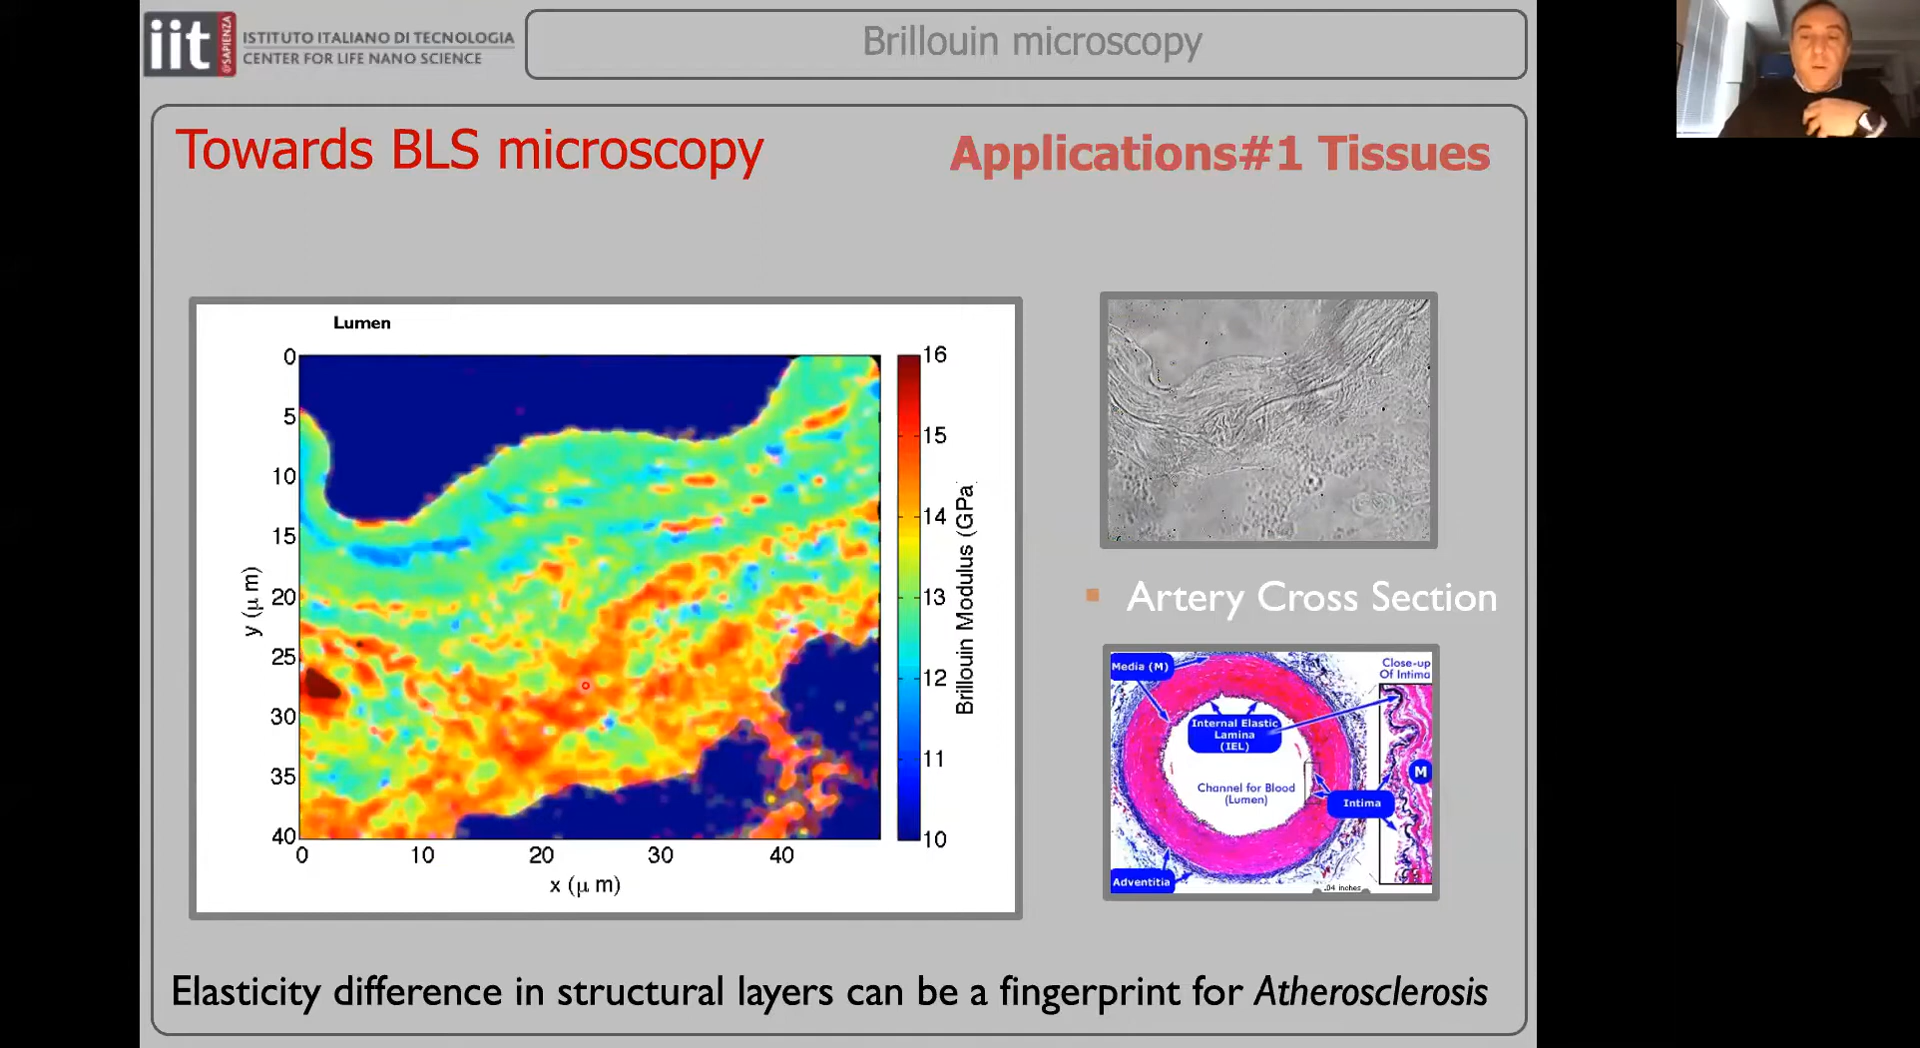 iit
@SAPIENZA
ISTITUTO ITALIANO DI TECNOLOGIA
CENTER FOR LIFE NANO SCIENCE
Brillouin microscopy
Towards BLS microscopy
Applications#1 Tissues
Lumen
0
5
10
15
20
25
30
35
40
y (μ m)
0
10
20
30
40
x (μ m)
16
15
14
13
12
11
10
Brillouin Modulus (GPa
Artery Cross Section
Media (M)
Close-up
Of Intima
Internal Elastic
Lamina
(IEL)
M
Channel for Blood
(Lumen)
Intima
Adventitia
.04 inches
Elasticity difference in structural layers can be a fingerprint for Atherosclerosis